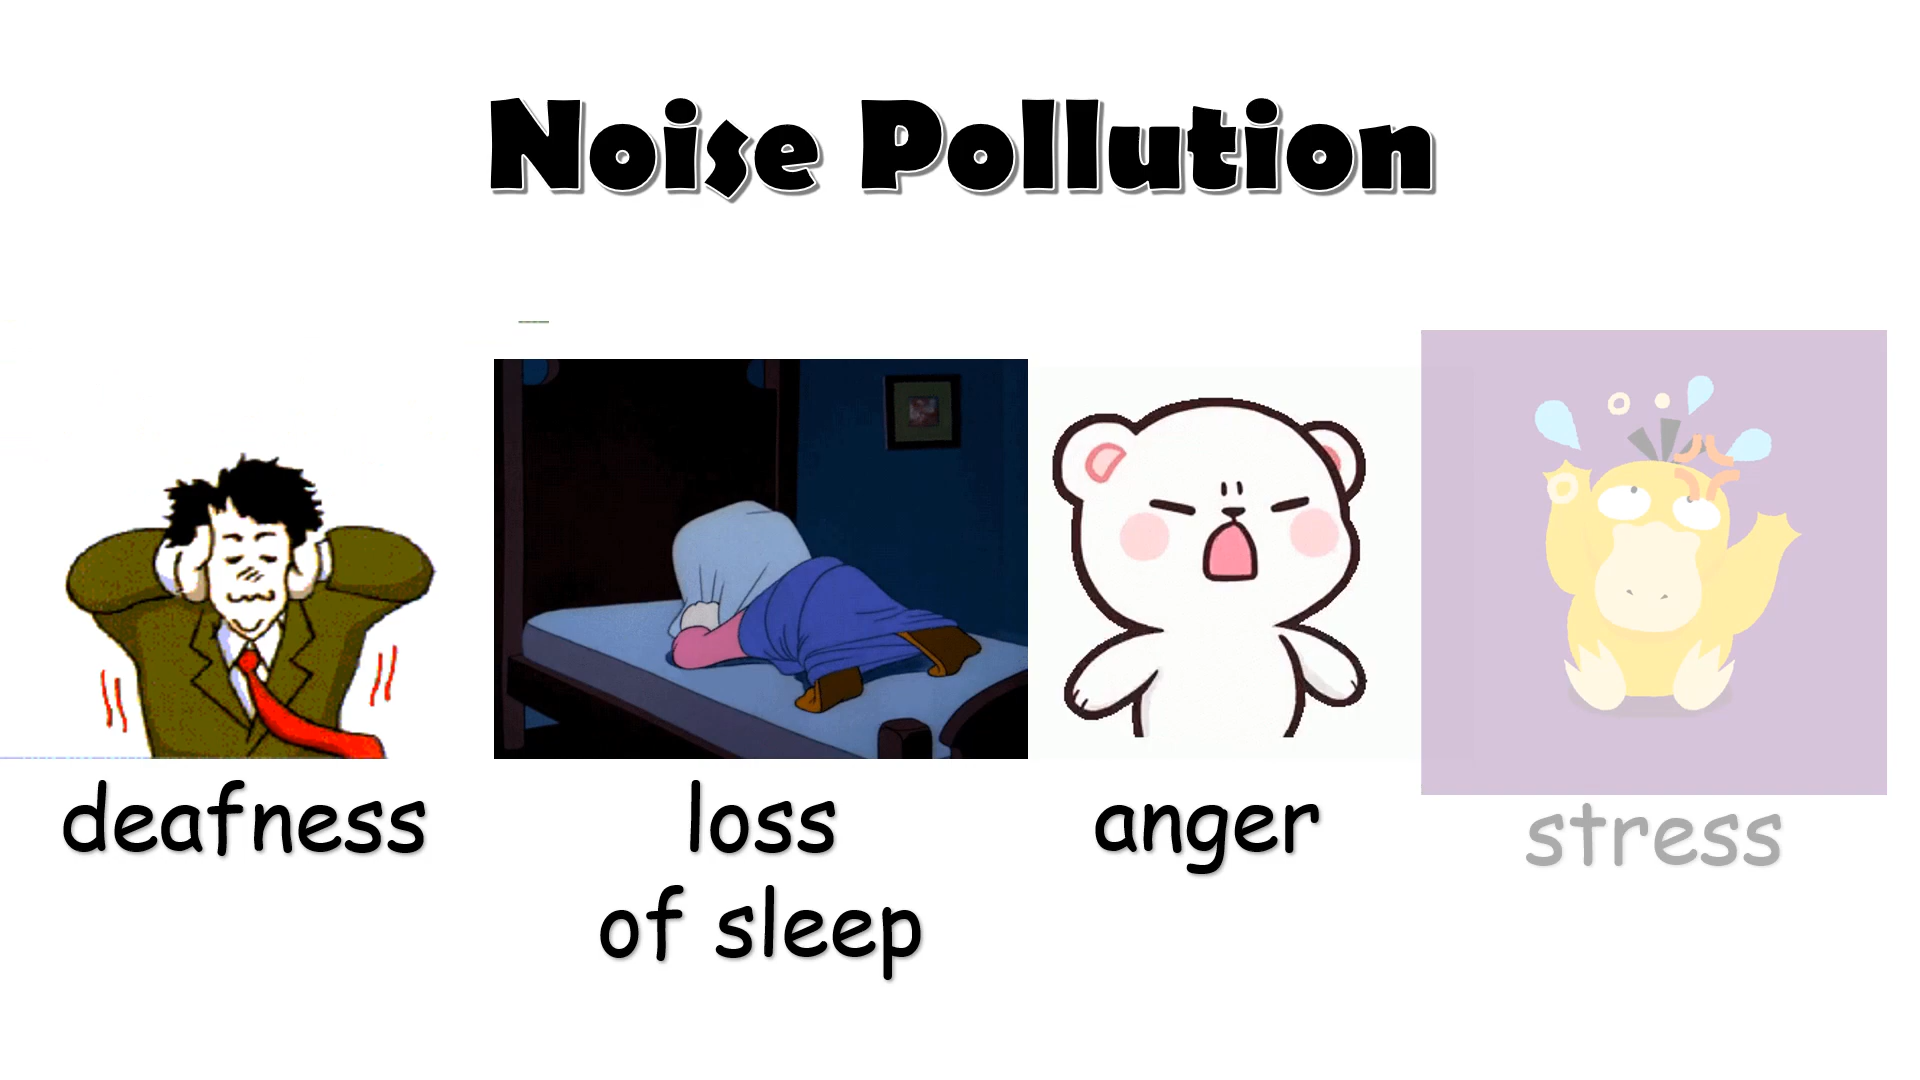 Noise Pollution
deafness
loss
of sleep
anger
stress